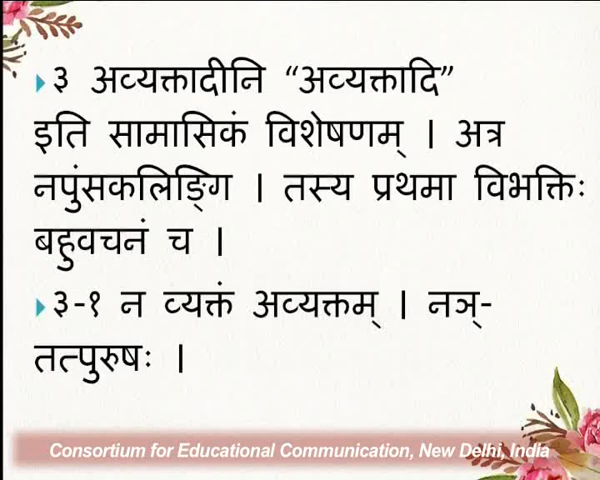 ३ अव्यक्तादीनि “अव्यक्तादि”
इति सामासिकं विशेषणम् । अत्र
नपुंसकलिङ्गि । तस्य प्रथमा विभक्तिः
बहुवचनं च ।
३-१ न व्यक्तं अव्यक्तम् । नञ्-
तत्पुरुषः ।
Consortium for Educational Communication, New Delhi, India